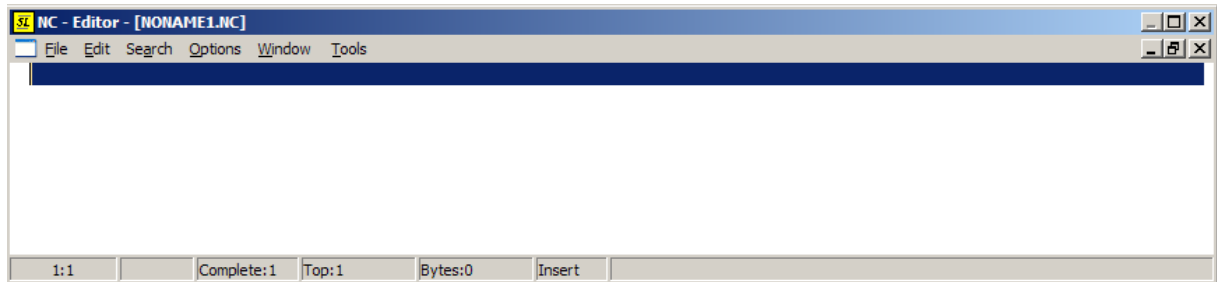 SL NC - Editor - [NONAME1.NC]
File Edit Search Options Window Tools
1:1 Complete:1 Top:1 Bytes:0 Insert